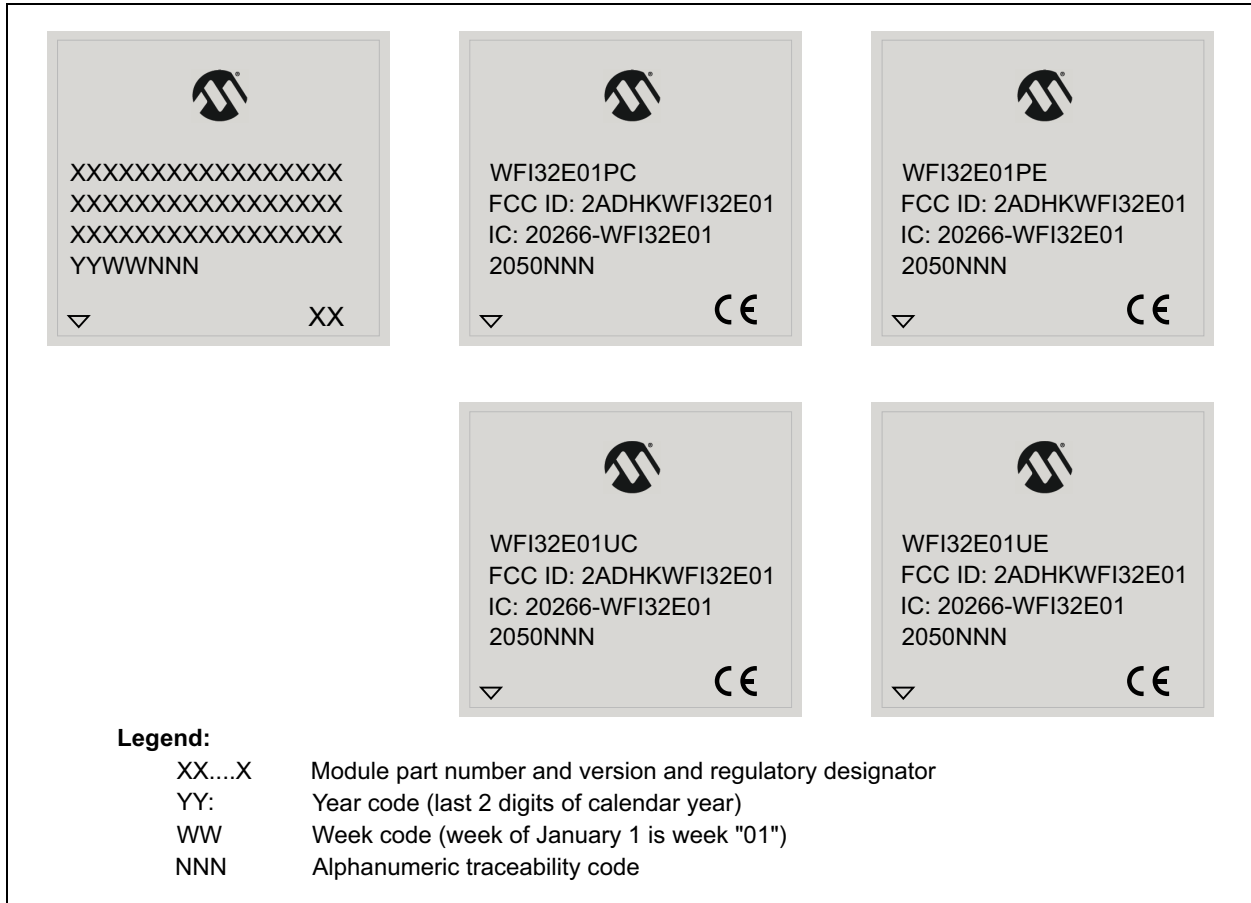 XXXXXXXXXXXXXXXXX
XXXXXXXXXXXXXXXXX
XXXXXXXXXXXXXXXXX
YYWWNNN
XX
WFI32E01PC
FCC ID: 2ADHKWFI32E01
IC: 20266-WFI32E01
2050NNN
CE
WFI32E01PE
FCC ID: 2ADHKWFI32E01
IC: 20266-WFI32E01
2050NNN
CE
WFI32E01UC
FCC ID: 2ADHKWFI32E01
IC: 20266-WFI32E01
2050NNN
CE
WFI32E01UE
FCC ID: 2ADHKWFI32E01
IC: 20266-WFI32E01
2050NNN
CE
Legend:
XX....X Module part number and version and regulatory designator
YY: Year code (last 2 digits of calendar year)
WW Week code (week of January 1 is week "01")
NNN Alphanumeric traceability code